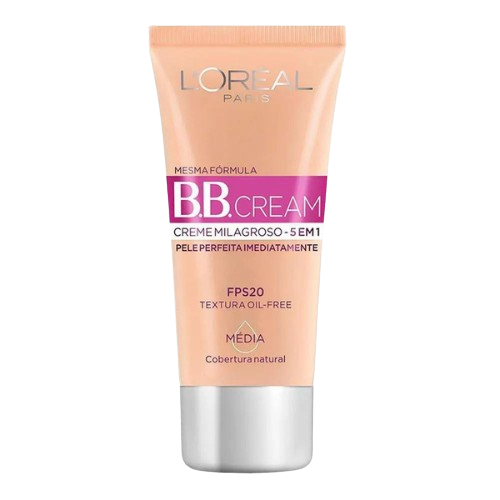 L'ORÉAL
PARIS
MESMA FÓRMULA
B.B. CREAM
CREME MILAGROSO - 5 EM 1
PELE PERFEITA IMEDIATAMENTE
FPS20
TEXTURA OIL-FREE
MÉDIA
Cobertura natural